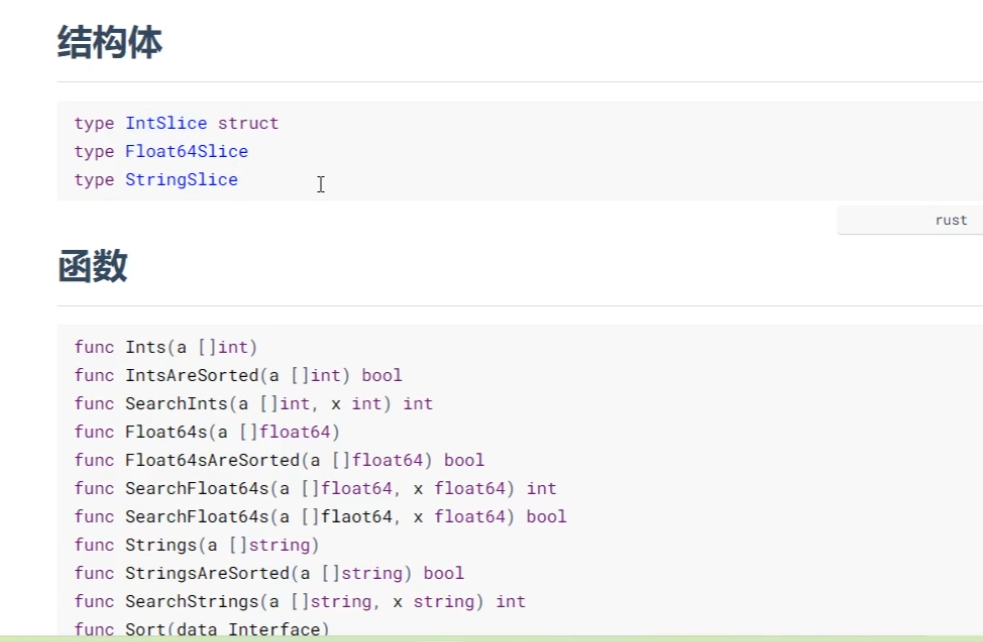 结构体
type IntSlice struct
type Float64Slice
type StringSlice
rust
函数
func Ints(a []int)
func IntsAreSorted(a []int) bool
func SearchInts(a []int, x int) int
func Float64s(a []float64)
func Float64sAreSorted(a []float64) bool
func SearchFloat64s(a []float64, x float64) int
func SearchFloat64s(a []flaot64, x float64) bool
func Strings(a []string)
func StringsAreSorted(a []string) bool
func SearchStrings(a []string, x string) int
func Sort(data Interface)